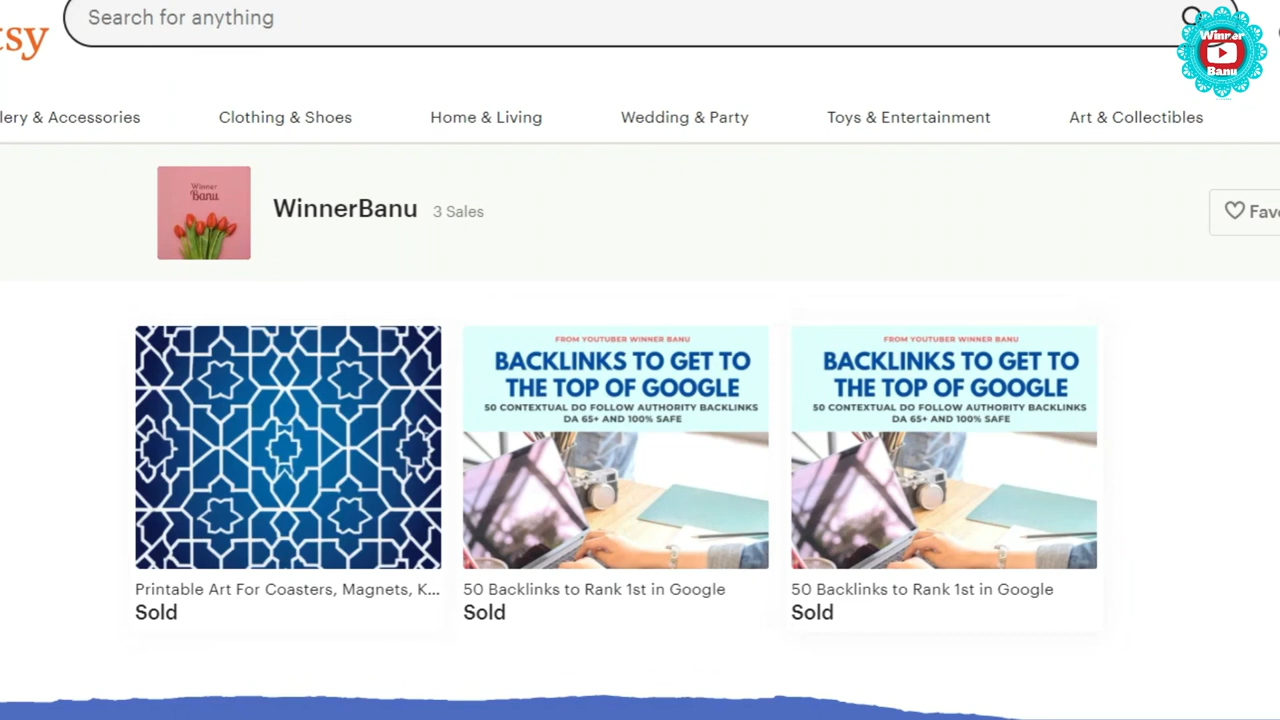 tsy
Search for anything
Winner
Banu
lery & Accessories
Clothing & Shoes
Home & Living
Wedding & Party
Toys & Entertainment
Art & Collectibles
Winner
Banu
WinnerBanu
3 Sales
Favo
FROM YOUTUBER WINNER BANU
BACKLINKS TO GET TO
THE TOP OF GOOGLE
50 CONTEXTUAL DO FOLLOW AUTHORITY BACKLINKS
DA 65+ AND 100% SAFE
FROM YOUTUBER WINNER BANU
BACKLINKS TO GET TO
THE TOP OF GOOGLE
50 CONTEXTUAL DO FOLLOW AUTHORITY BACKLINKS
DA 65+ AND 100% SAFE
Printable Art For Coasters, Magnets, K...
Sold
50 Backlinks to Rank 1st in Google
Sold
50 Backlinks to Rank 1st in Google
Sold